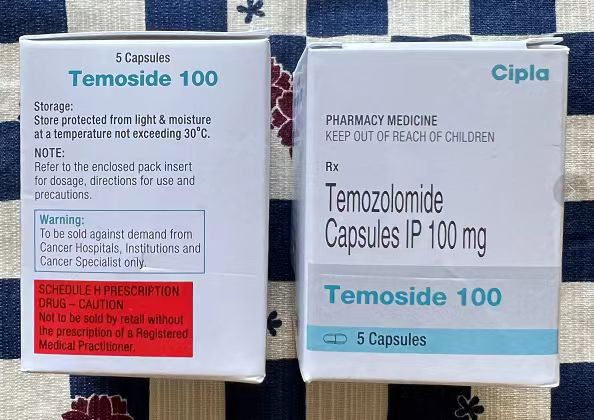 5 Capsules
Temoside 100
Storage:
Store protected from light & moisture
at a temperature not exceeding 30°C.
NOTE:
Refer to the enclosed pack insert
for dosage, directions for use and
precautions.
Warning:
To be sold against demand from
Cancer Hospitals, Institutions and
Cancer Specialist only.
SCHEDULE H PRESCRIPTION
DRUG – CAUTION
Not to be sold by retail without
the prescription of a Registered
Medical Practitioner.
Cipla
PHARMACY MEDICINE
KEEP OUT OF REACH OF CHILDREN
Rx
Temozolomide
Capsules IP 100 mg
Temoside 100
5 Capsules